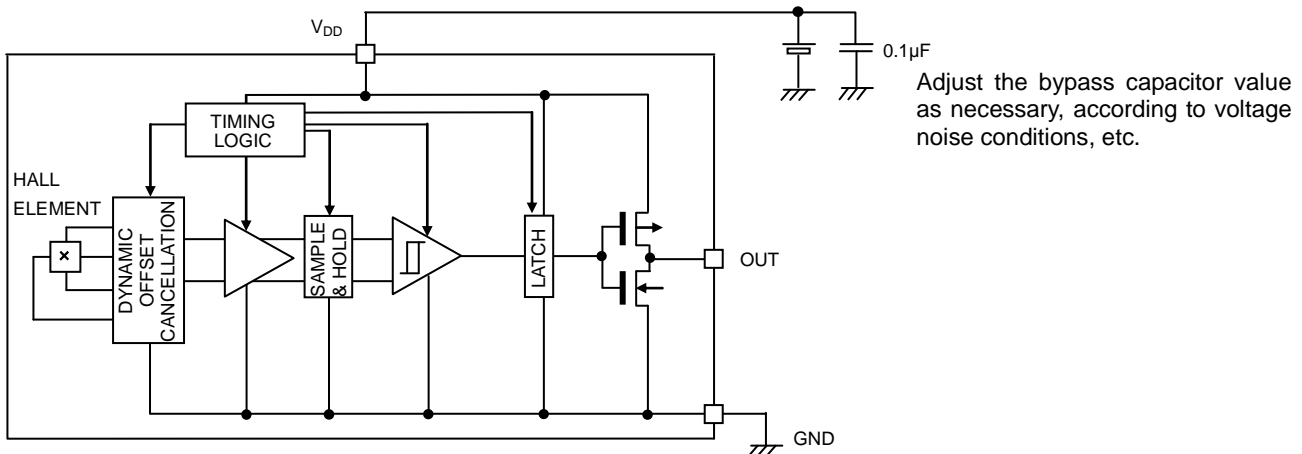 V_DD
0.1µF
Adjust the bypass capacitor value
as necessary, according to voltage
noise conditions, etc.
TIMING
LOGIC
HALL
ELEMENT
DYNAMIC
OFFSET
CANCELLATION
×
SAMPLE
& HOLD
LATCH
OUT
GND